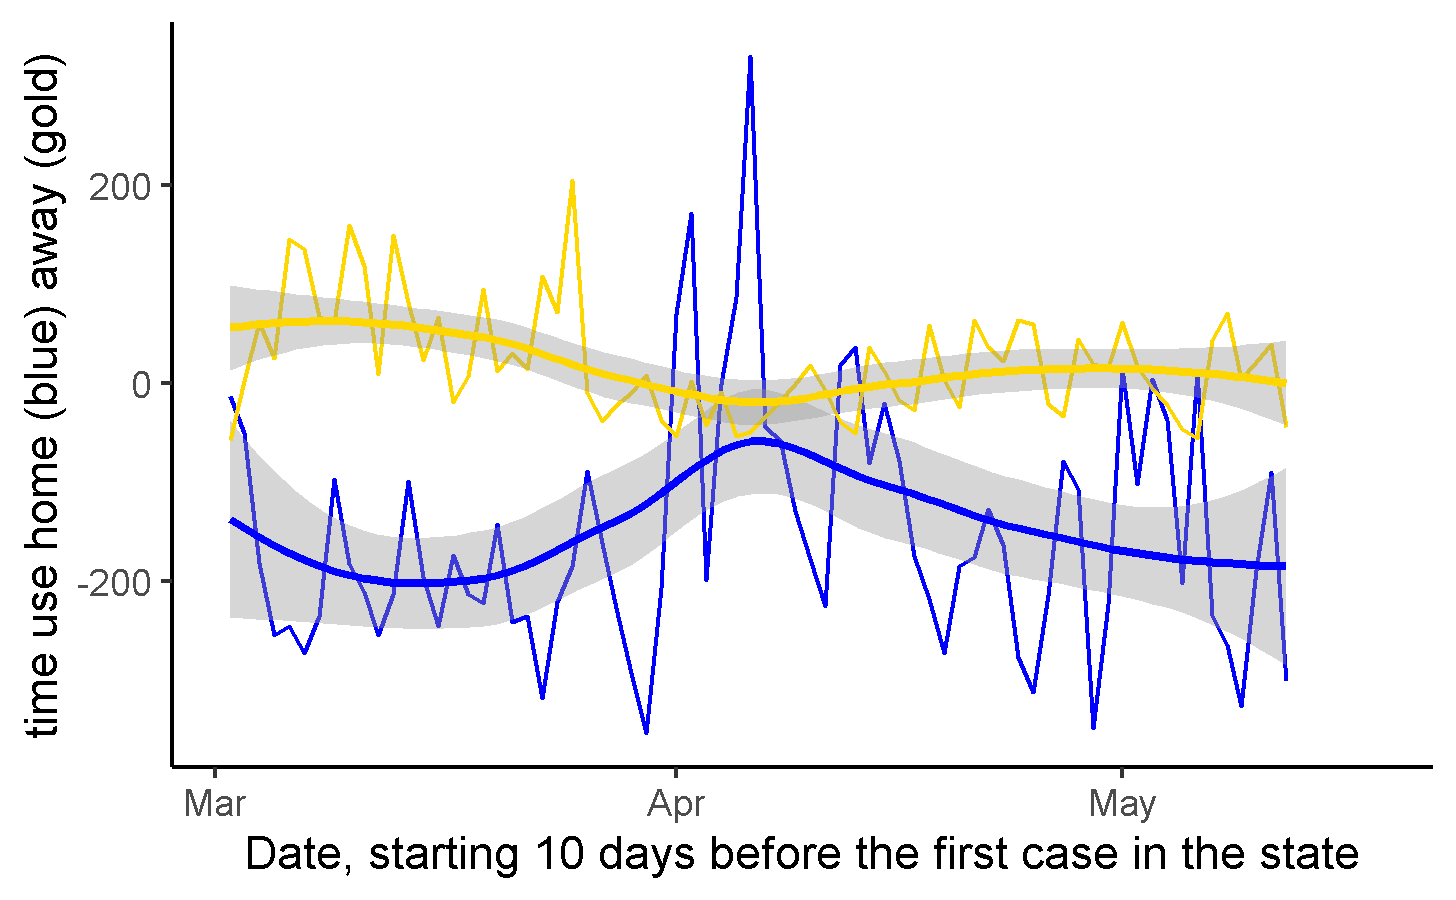 time use home (blue) away (gold)
200
0
-200
Mar
Apr
May
Date, starting 10 days before the first case in the state